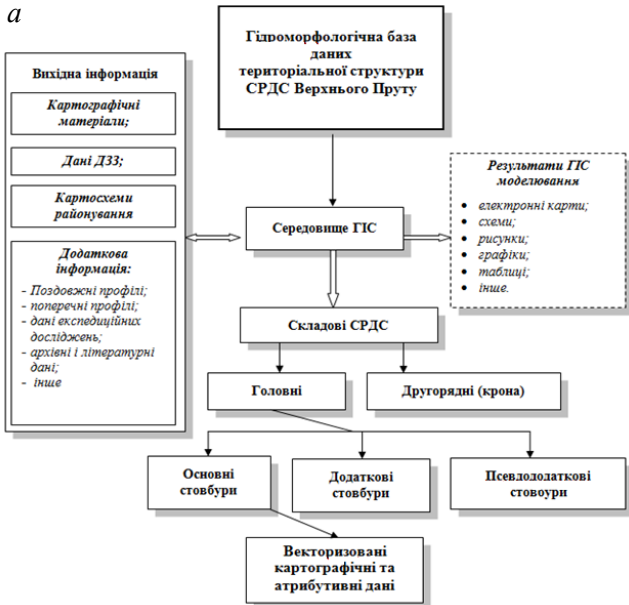 а
Гідроморфологічна база
даних
територіальної структури
СРДС Верхнього Пруту
Вихідна інформація
Картографічні
матеріали;
Дані ДЗЗ;
Картосхеми
районування
Додаткова
інформація:
- Поздовжні профілі;
- поперечні профілі;
- дані експедиційних
досліджень;
- архівні і літературні
дані;
- інше
Середовище ГІС
Результати ГІС
моделювання
• електронні карти;
• схеми;
• рисунки;
• графіки;
• таблиці;
• інше.
Складові СРДС
Головні
Другорядні (крона)
Основні
стовбури
Додаткові
стовбури
Псевдододаткові
стовоури
Векторизовані
картографічні та
атрибутивні дані